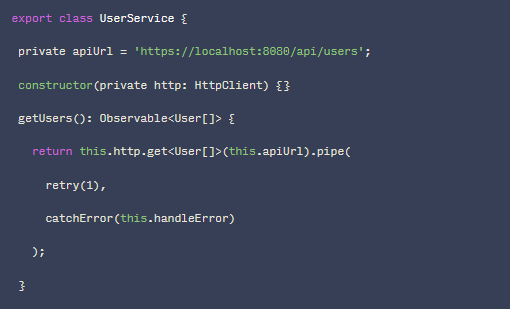 export class UserService {
private apiUrl = 'https://localhost:8080/api/users';
constructor(private http: HttpClient) {}
getUsers(): Observable<User[]> {
return this.http.get<User[]>(this.apiUrl).pipe(
retry(1),
catchError(this.handleError)
);
}